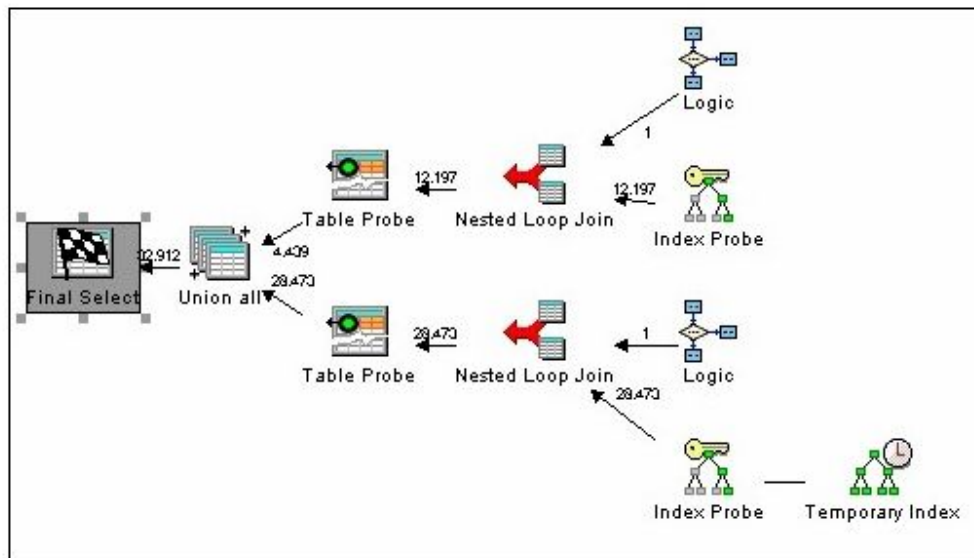 Logic
1
12.197
12.197
Table Probe
Nested Loop Join
Index Probe
4.439
32.912
Final Select
Union all
28.473
28.473
1
Table Probe
Nested Loop Join
Logic
28.473
Index Probe
Temporary Index